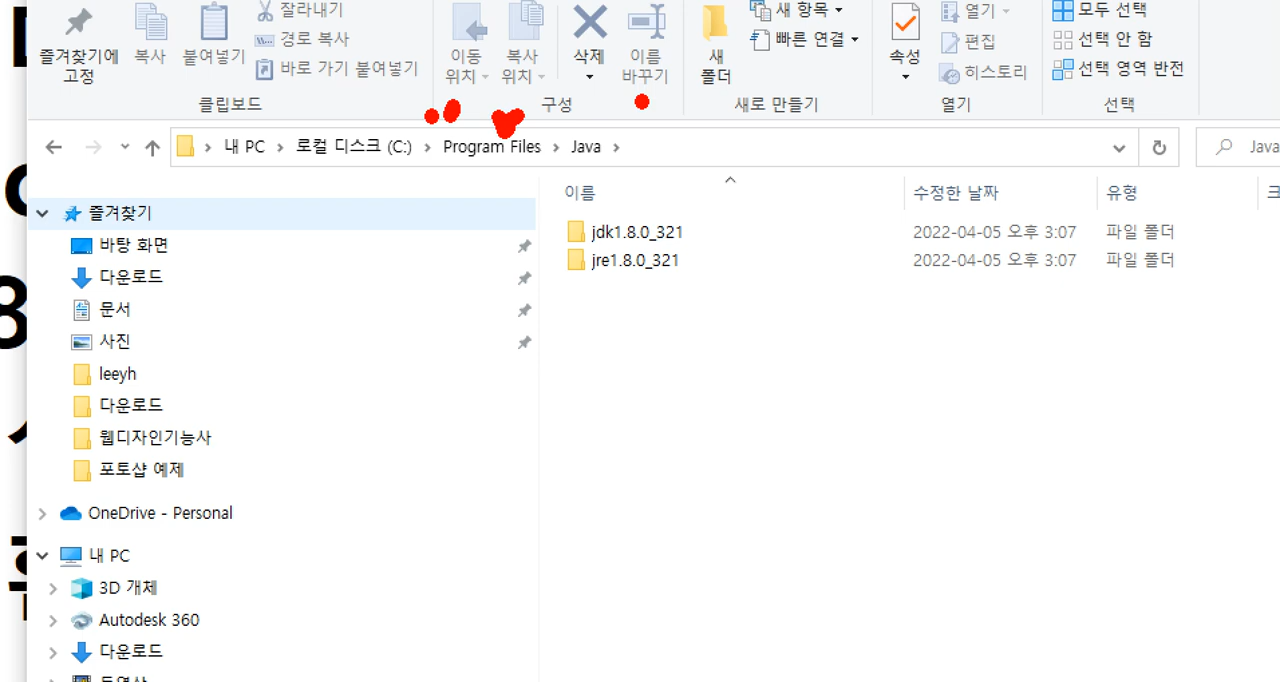 잘라내기
경로 복사
바로 가기 붙여넣기
즐겨찾기에
고정
복사
붙여넣기
클립보드
이동
위치
복사
위치
삭제
이름
바꾸기
구성
새
폴더
새 항목
빠른 연결
새로 만들기
속성
열기
편집
히스토리
열기
모두 선택
선택 안 함
선택 영역 반전
선택
내 PC > 로컬 디스크 (C:) > Program Files > Java >
Java
이름 수정한 날짜 유형 크
jdk1.8.0_321 2022-04-05 오후 3:07 파일 폴더
jre1.8.0_321 2022-04-05 오후 3:07 파일 폴더
즐겨찾기
바탕 화면
다운로드
문서
사진
leeyh
다운로드
웹디자인기능사
포토샵 예제
OneDrive - Personal
내 PC
3D 개체
Autodesk 360
다운로드
동영상